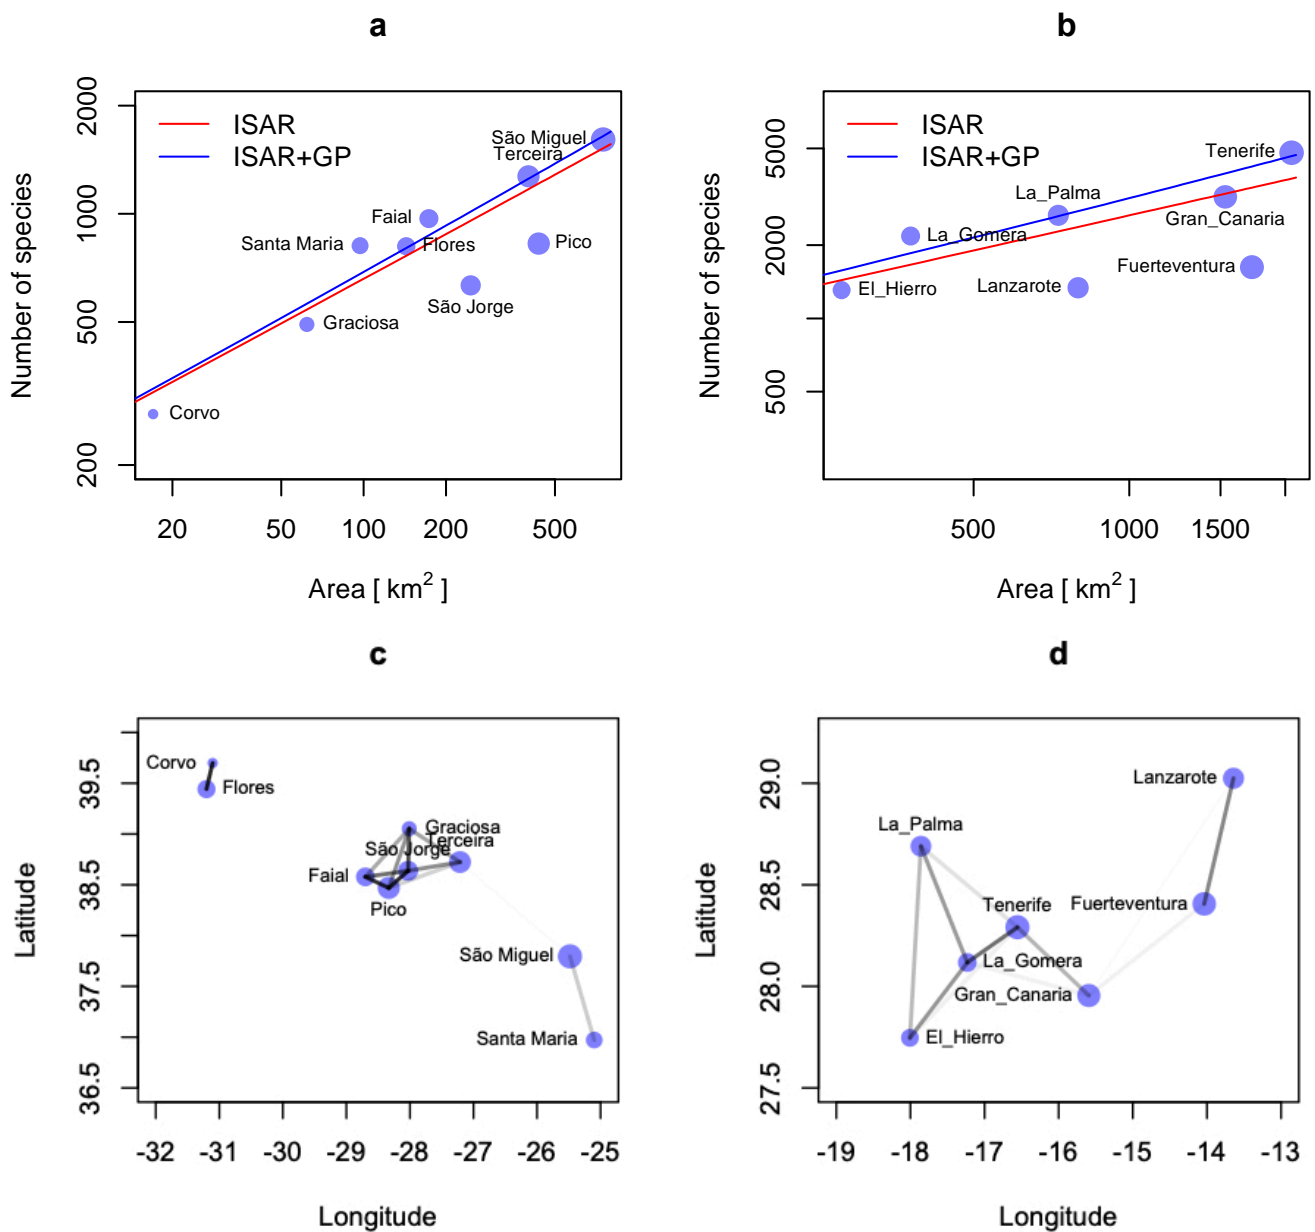 a
2000
1000
500
200
Number of species
ISAR
ISAR+GP
São Miguel
Terceira
Faial
Santa Maria
Flores
Pico
São Jorge
Graciosa
Corvo
20 50 100 200 500
Area [ km2 ]
b
5000
2000
500
Number of species
ISAR
ISAR+GP
Tenerife
La_Palma
Gran_Canaria
La_Gomera
Fuerteventura
Lanzarote
El_Hierro
500 1000 1500
Area [ km2 ]
c
39.5
38.5
37.5
36.5
Latitude
Corvo
Flores
Graciosa
Terceira
São Jorge
Faial
Pico
São Miguel
Santa Maria
-32 -31 -30 -29 -28 -27 -26 -25
Longitude
d
29.0
28.5
28.0
27.5
Latitude
Lanzarote
La_Palma
Tenerife
Fuerteventura
La_Gomera
Gran_Canaria
El_Hierro
-19 -18 -17 -16 -15 -14 -13
Longitude